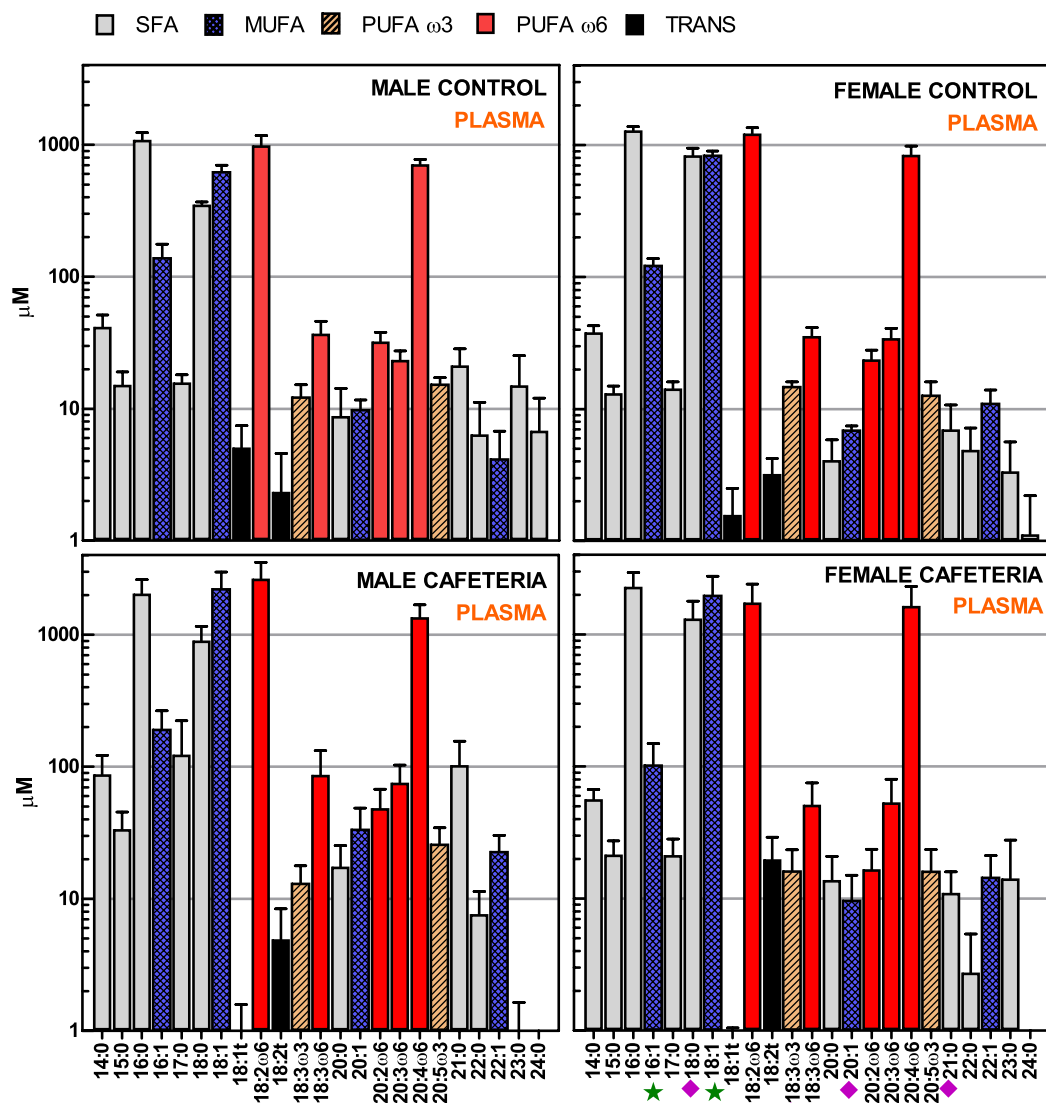 SFA MUFA PUFA ω3 PUFA ω6 TRANS
MALE CONTROL
PLASMA
FEMALE CONTROL
PLASMA
1000
100
10
1
μM
MALE CAFETERIA
PLASMA
FEMALE CAFETERIA
PLASMA
1000
100
10
1
μM
14:0 15:0 16:0 16:1 17:0 18:0 18:1 18:1t 18:2ω6 18:2t 18:3ω3 18:3ω6 20:0 20:1 20:2ω6 20:3ω6 20:4ω6 20:5ω3 21:0 22:0 22:1 23:0 24:0
14:0 15:0 16:0 16:1 17:0 18:0 18:1 18:1t 18:2ω6 18:2t 18:3ω3 18:3ω6 20:0 20:1 20:2ω6 20:3ω6 20:4ω6 20:5ω3 21:0 22:0 22:1 23:0 24:0